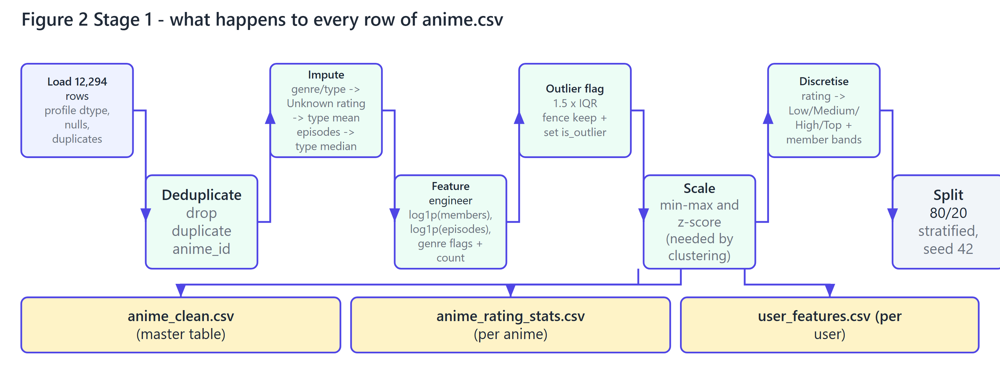 Figure 2 Stage 1 - what happens to every row of anime.csv
Load 12,294
rows
profile dtype,
nulls,
duplicates
Deduplicate
drop
duplicate
anime_id
Impute
genre/type ->
Unknown rating
-> type mean
episodes ->
type median
Feature
engineer
log1p(members),
log1p(episodes),
genre flags +
count
Outlier flag
1.5 x IQR
fence keep +
set is_outlier
Scale
min-max and
z-score
(needed by
clustering)
Discretise
rating ->
Low/Medium/
High/Top +
member bands
Split
80/20
stratified,
seed 42
anime_clean.csv
(master table)
anime_rating_stats.csv
(per anime)
user_features.csv (per
user)